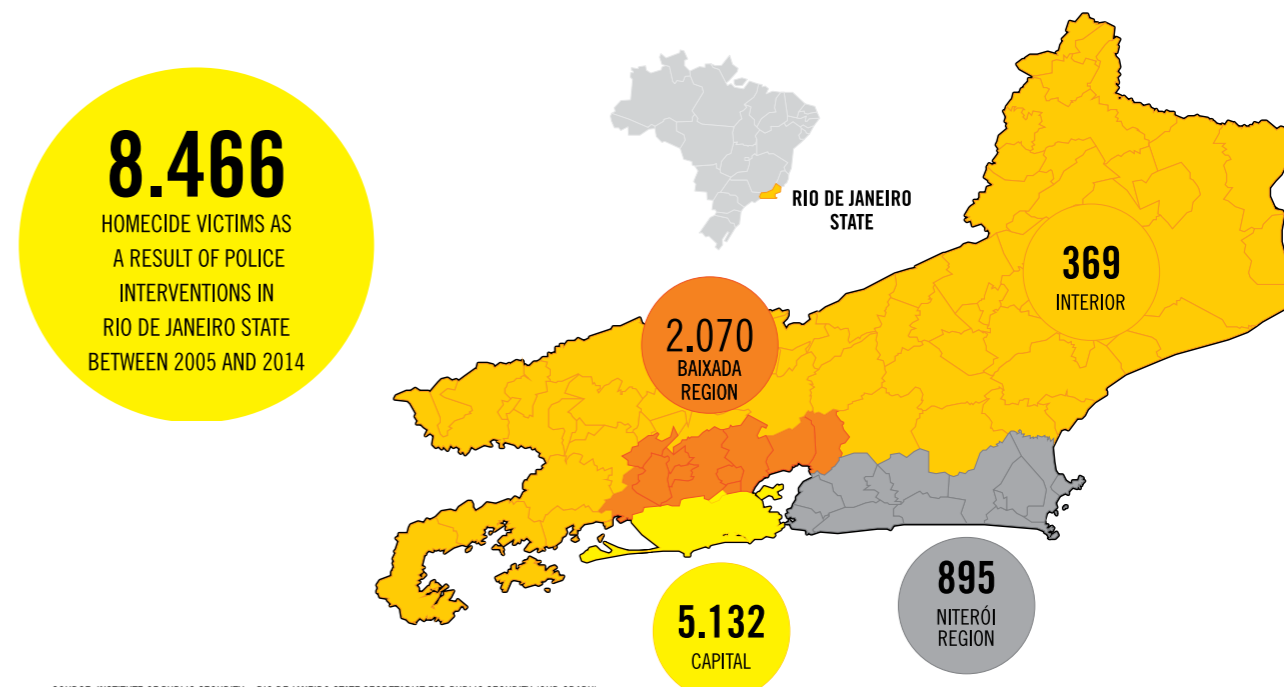 8.466
HOMECIDE VICTIMS AS
A RESULT OF POLICE
INTERVENTIONS IN
RIO DE JANEIRO STATE
BETWEEN 2005 AND 2014
RIO DE JANEIRO
STATE
369
INTERIOR
2.070
BAIXADA
REGION
895
NITERÓI
REGION
5.132
CAPITAL